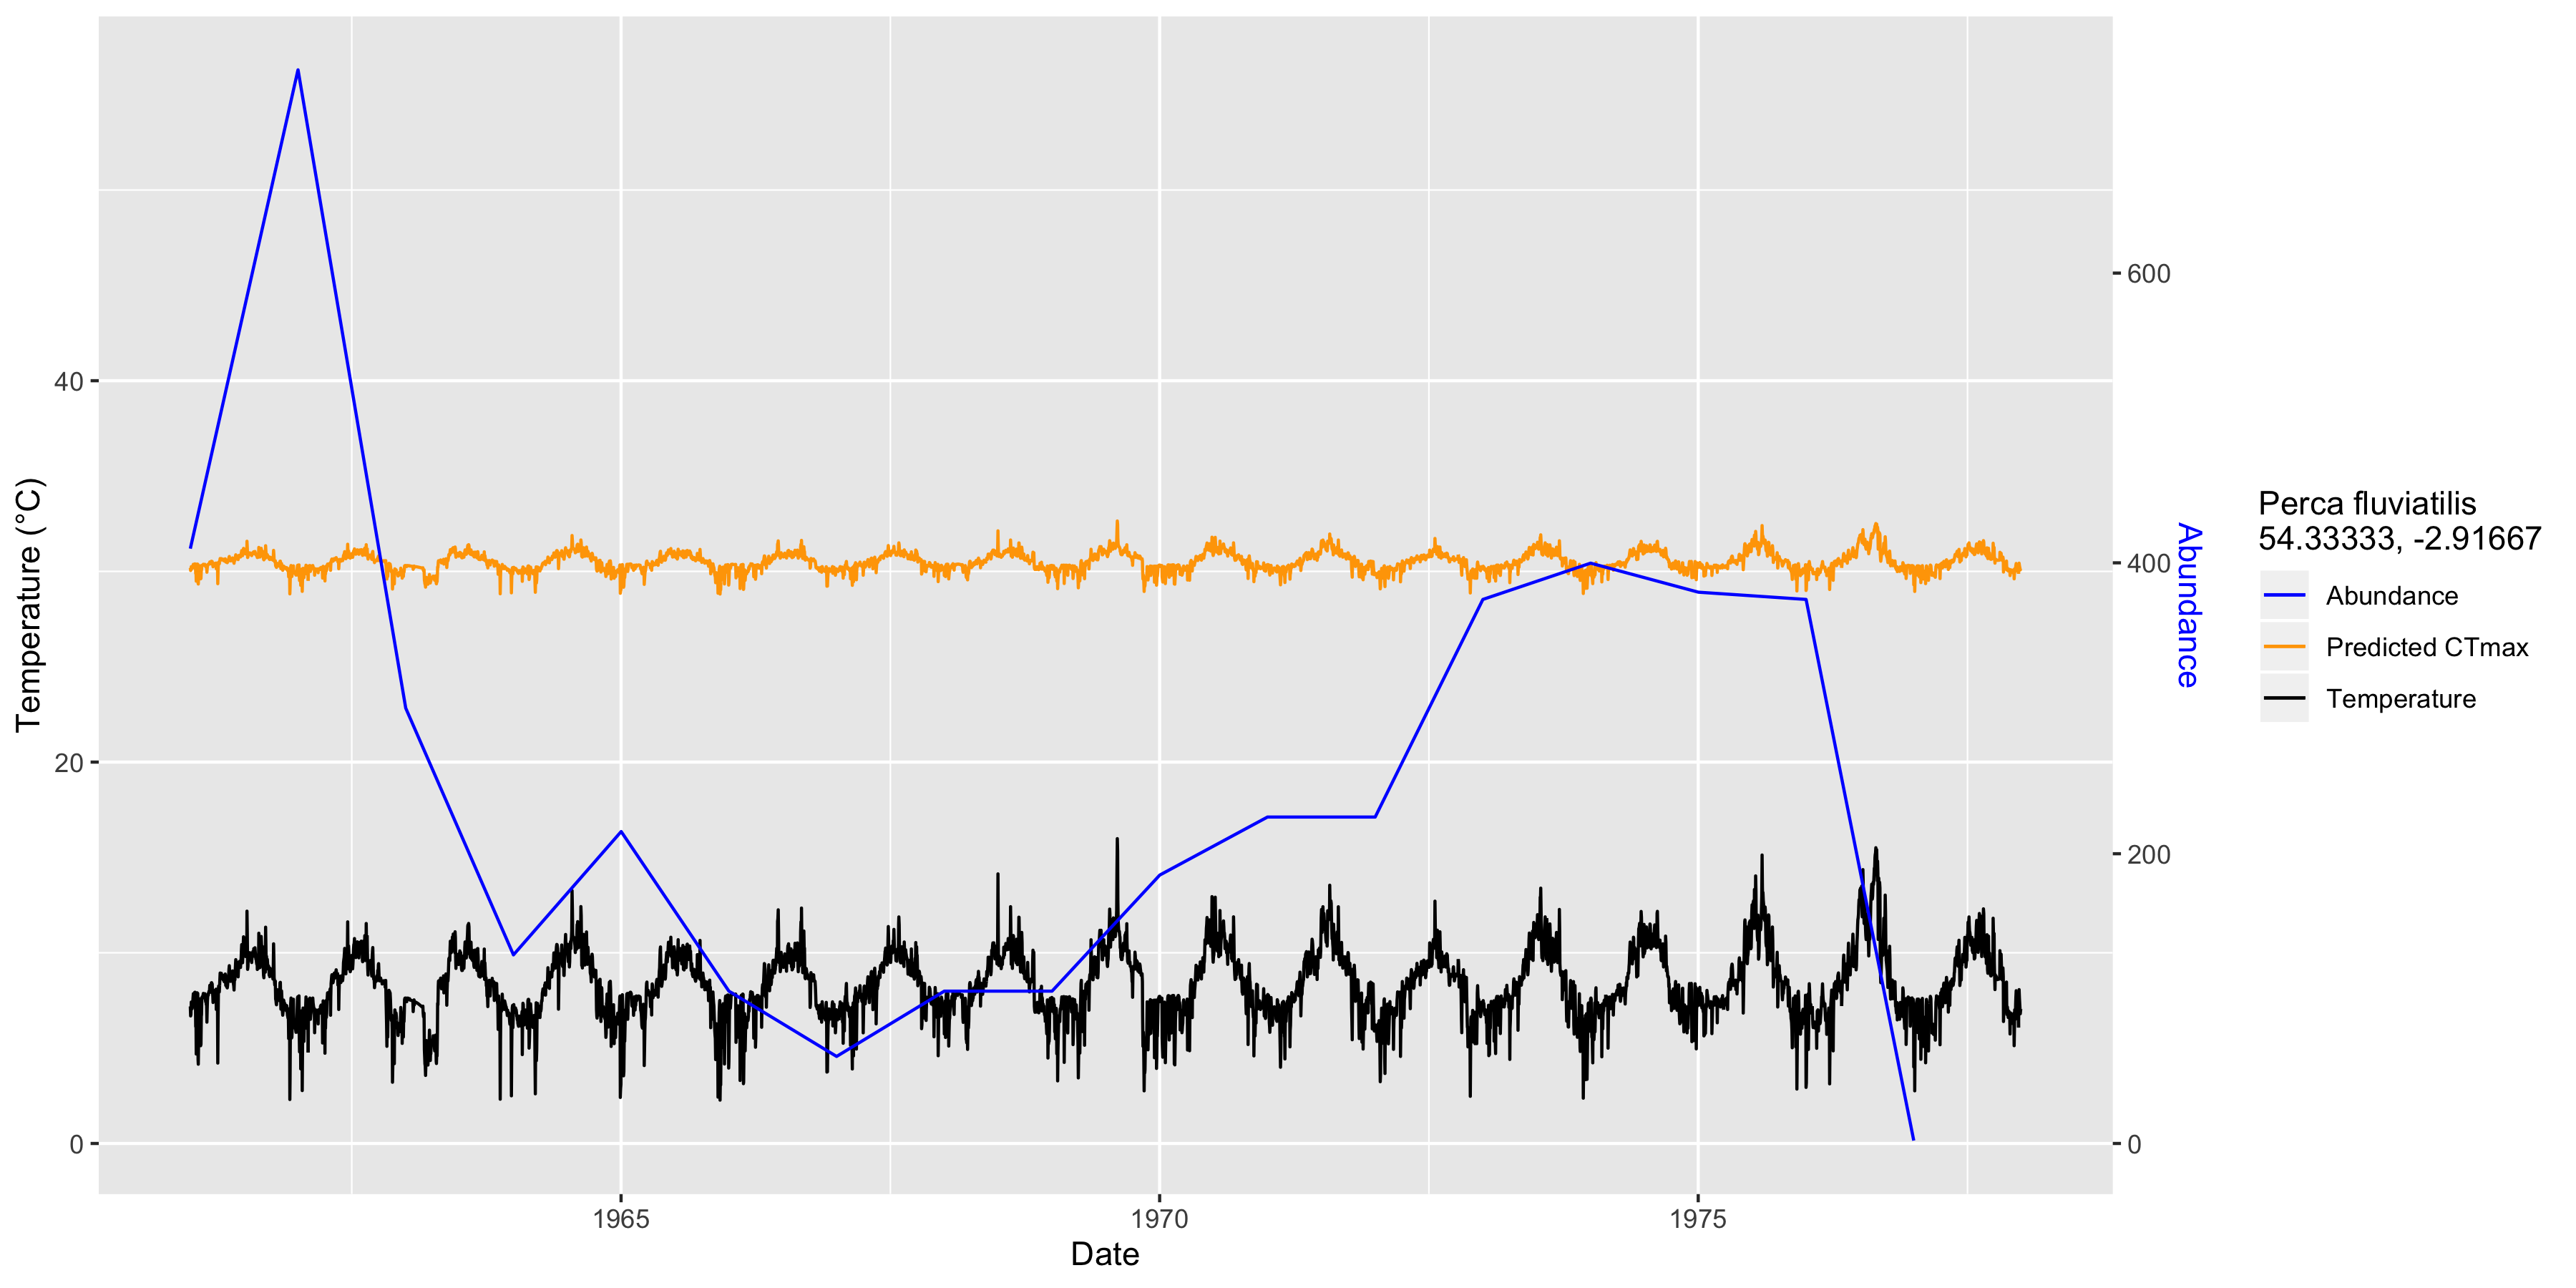 Temperature (°C)
40
20
0
1965
1970
1975
Date
600
400
200
0
Abundance
Perca fluviatilis
54.33333, -2.91667
Abundance
Predicted CTmax
Temperature